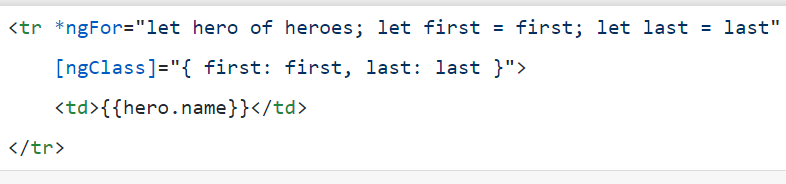 <tr *ngFor="let hero of heroes; let first = first; let last = last"
[ngClass]="{ first: first, last: last }">
<td>{{hero.name}}</td>
</tr>